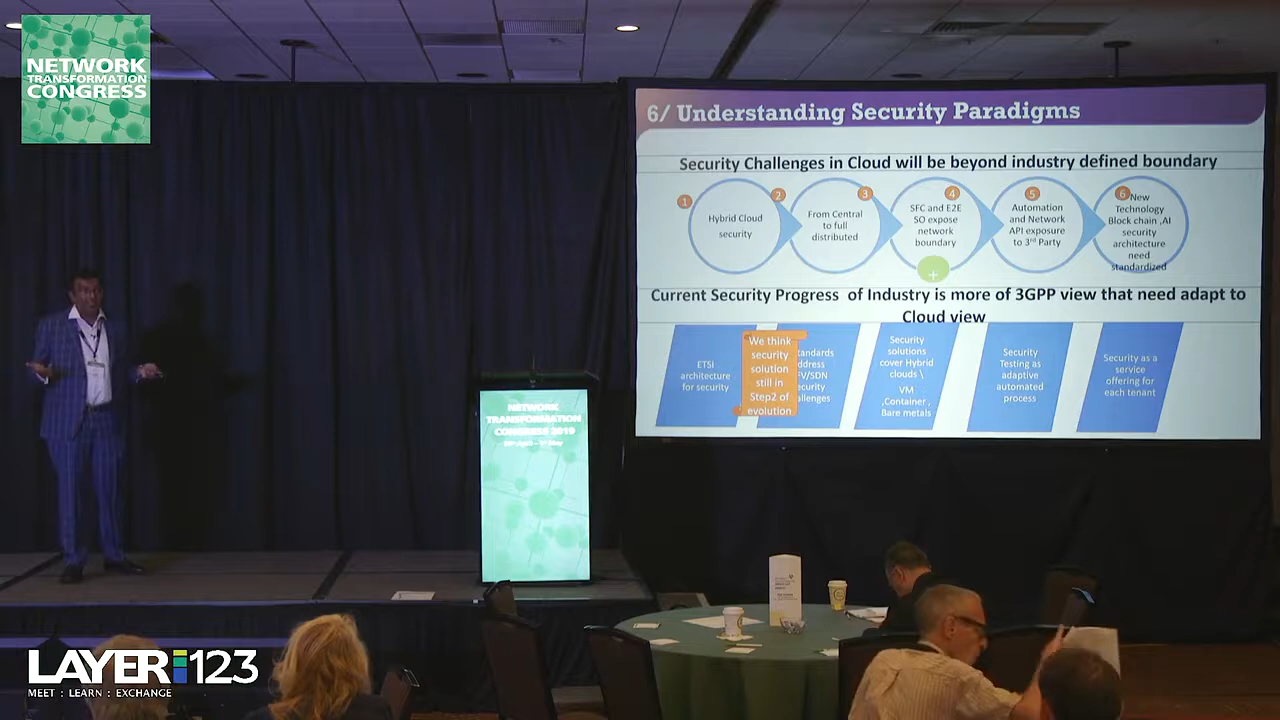 NETWORK
TRANSFORMATION
CONGRESS
6/ Understanding Security Paradigms
Security Challenges in Cloud will be beyond industry defined boundary
1
Hybrid Cloud
security
2
From Central
to full
distributed
3
SFC and E2E
SO expose
network
boundary
4
Automation
and Network
API exposure
to 3rd Party
5
6
New
Technology
Block chain ,AI
security
architecture
need
standardized
Current Security Progress of Industry is more of 3GPP view that need adapt to
Cloud view
ETSI
architecture
for security
We think
security
solution
still in
Step2 of
evolution
Security
solutions
cover Hybrid
clouds \
VM
,Container ,
Bare metals
Security
Testing as
adaptive
automated
process
Security as a
service
offering for
each tenant
NETWORK
TRANSFORMATION
CONGRESS 2019
LAYER123
MEET : LEARN : EXCHANGE